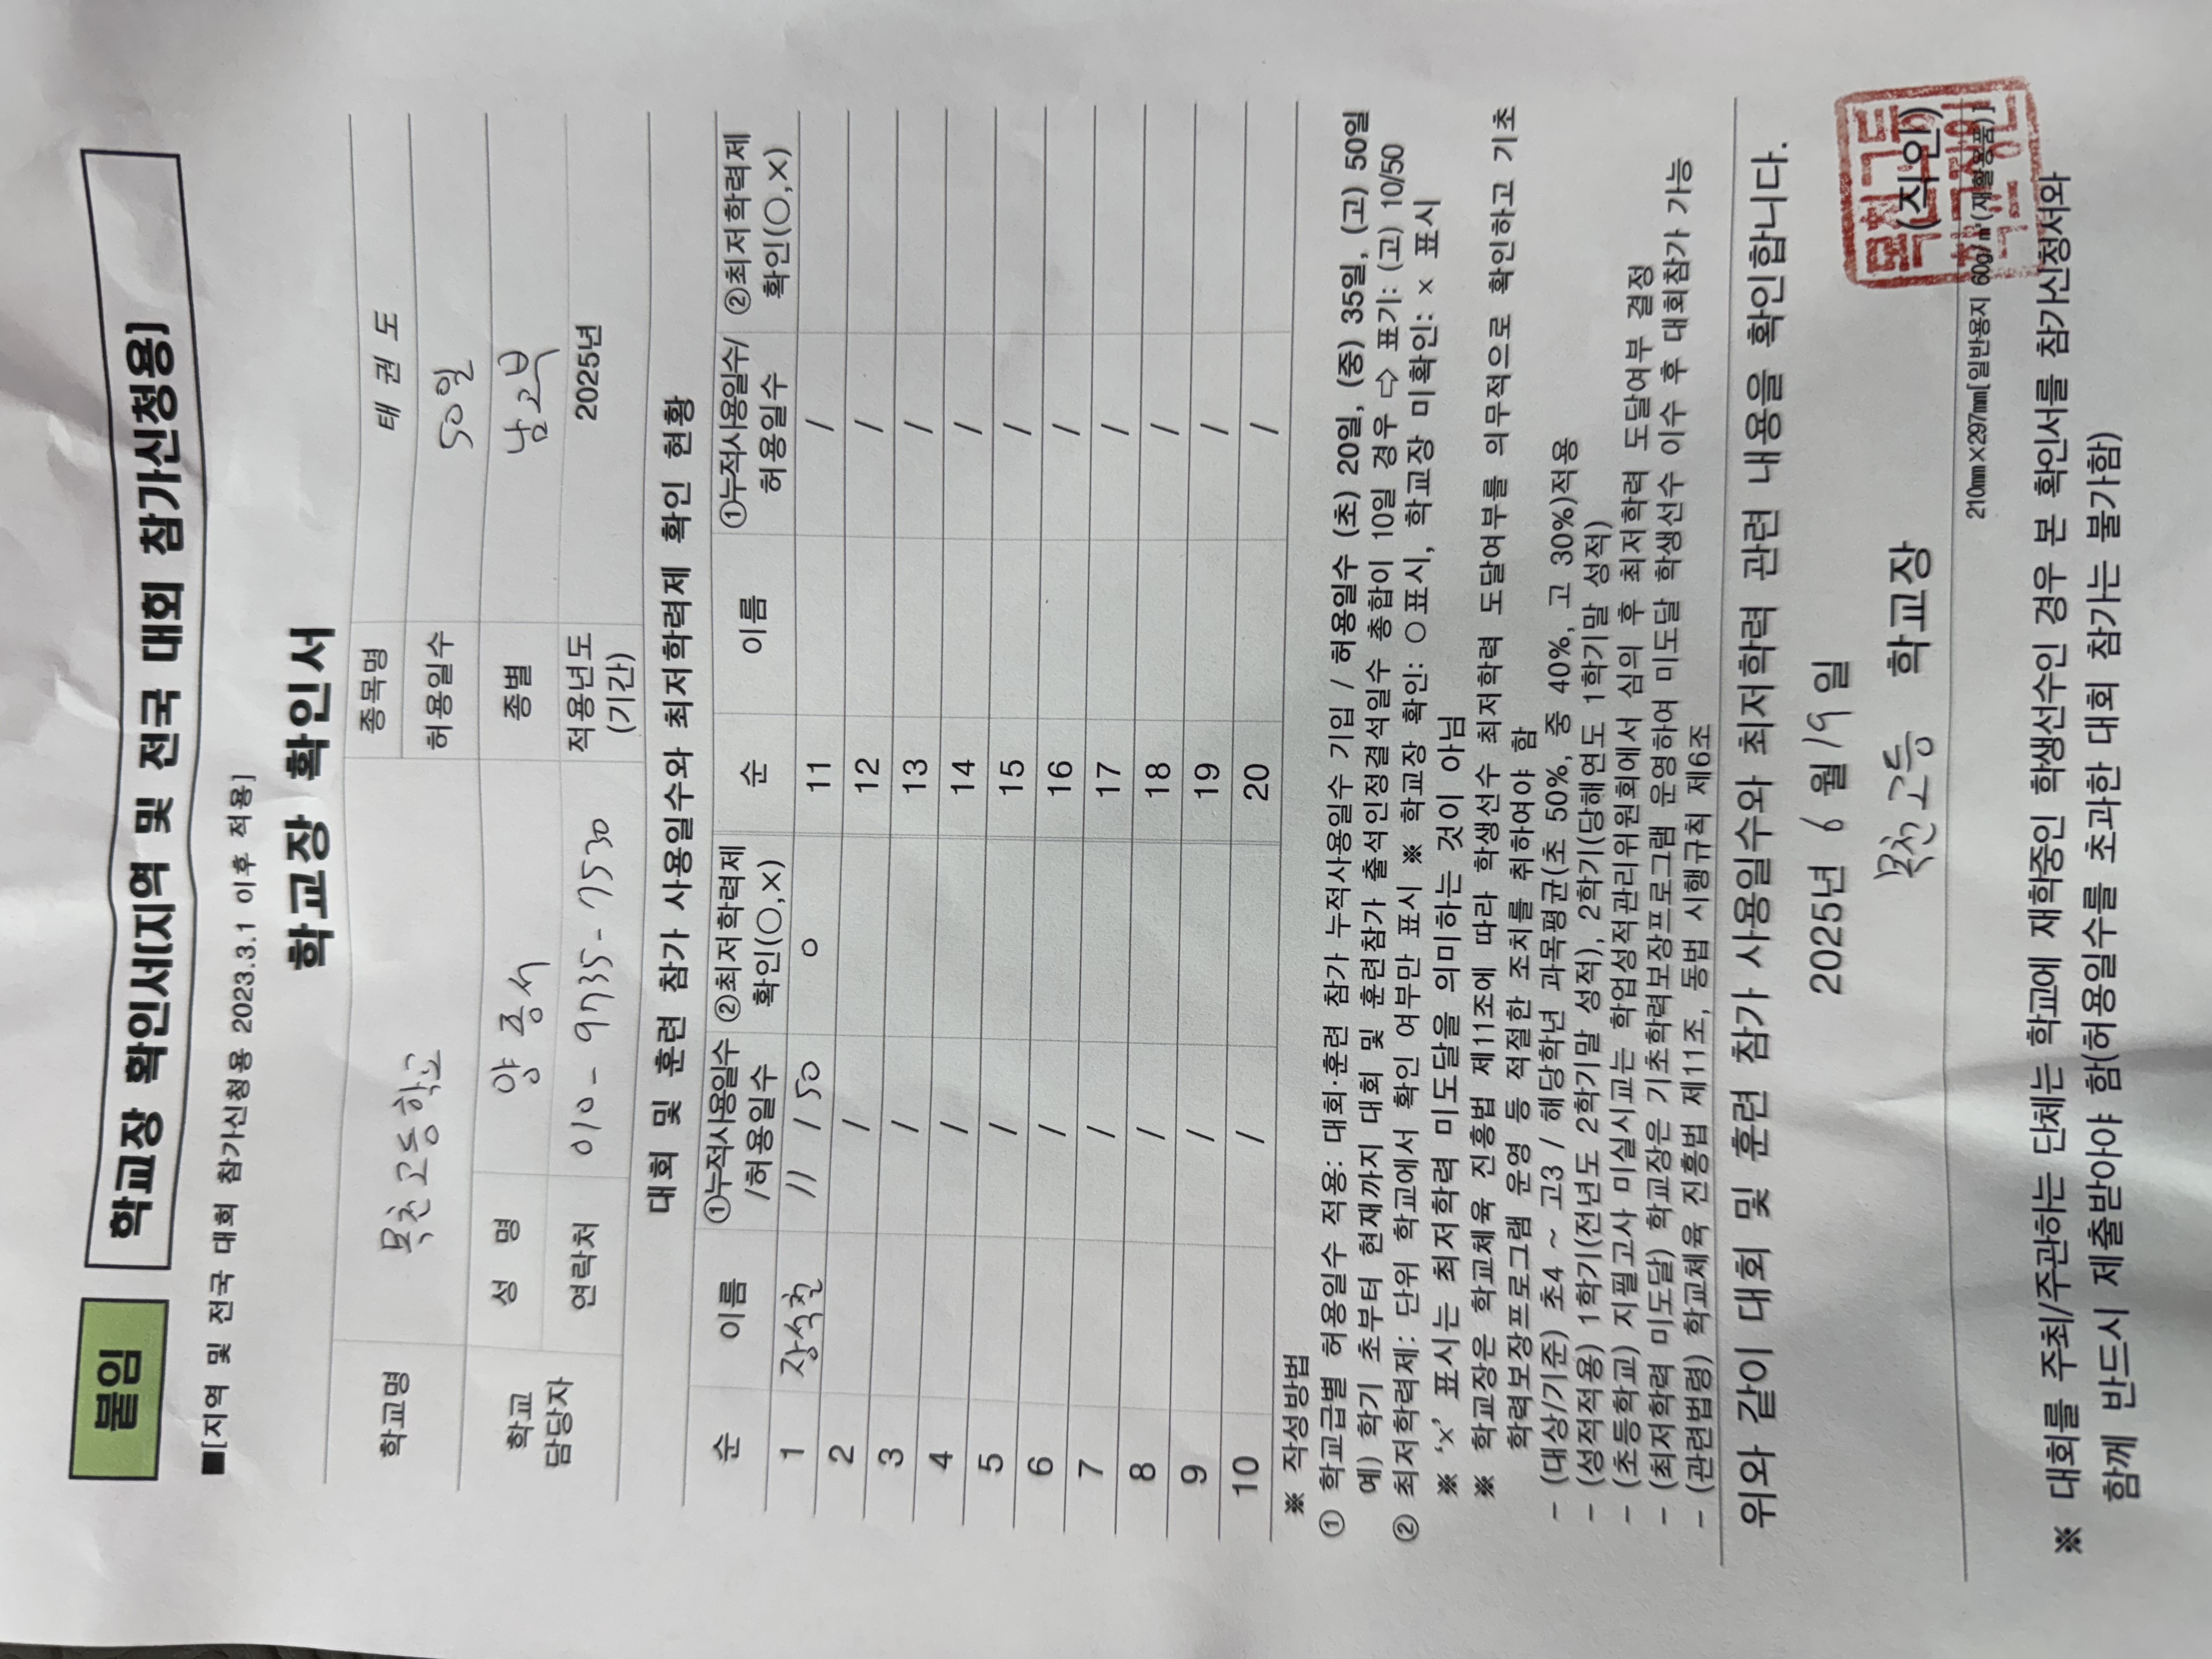 붙임
학교장 확인서(지역 및 전국 대회 참가신청용)
■[지역 및 전국 대회 참가신청용 2023.3.1 이후 적용]
학교장 확인서
학교명 목천고등학교 종목명 태 권 도
허용일수 50일
학교 담당자 성 명 양 종 서 종별 남고부
연락처 010 - 9735 - 7530 적용년도 (기간) 2025년
대회 및 훈련 참가 사용일수와 최저학력제 확인 현황
순 이름 ①누적사용일수 /허용일수 ②최저학력제 확인(○,×) 순 이름 ①누적사용일수/ 허용일수 ②최저학력제 확인(○,×)
1 장석진 11 / 50 ○ 11 /
2 / 12 /
3 / 13 /
4 / 14 /
5 / 15 /
6 / 16 /
7 / 17 /
8 / 18 /
9 / 19 /
10 / 20 /
※ 작성방법
① 학교급별 허용일수 적용: 대회·훈련 참가 누적사용일수 기입 / 허용일수 (초) 20일, (중) 35일, (고) 50일
예) 학기 초부터 현재까지 대회 및 훈련참가 출석인정결석일수 총합이 10일 경우 ⇨ 표기: (고) 10/50
② 최저학력제: 단위 학교에서 확인 여부만 표시 ※ 학교장 확인: ○표시, 학교장 미확인: × 표시
※ ‘x’ 표시는 최저학력 미도달을 의미하는 것이 아님
※ 학교장은 학교체육 진흥법 제11조에 따라 학생선수 최저학력 도달여부를 의무적으로 확인하고 기초
학력보장프로그램 운영 등 적절한 조치를 취하여야 함
- (대상/기준) 초4 ~ 고3 / 해당학년 과목평균(초 50%, 중 40%, 고 30%)적용
- (성적적용) 1학기(전년도 2학기말 성적), 2학기(당해연도 1학기말 성적)
- (초등학교) 지필고사 미실시교는 학업성적관리위원회에서 심의 후 최저학력 도달여부 결정
- (최저학력 미도달) 학교장은 기초학력보장프로그램 운영하여 미도달 학생선수 이수 후 대회참가 가능
- (관련법령) 학교체육 진흥법 제11조, 동법 시행규칙 제6조
위와 같이 대회 및 훈련 참가 사용일수와 최저학력 관련 내용을 확인합니다.
2025년 6 월 19 일
목천고등 학교장 (직인)
210㎜×297㎜[일반용지 60g/㎡(재활용품)]
※ 대회를 주최/주관하는 단체는 학교에 재학중인 학생선수인 경우 본 확인서를 참가신청서와
함께 반드시 제출받아야 함(허용일수를 초과한 대회 참가는 불가함)